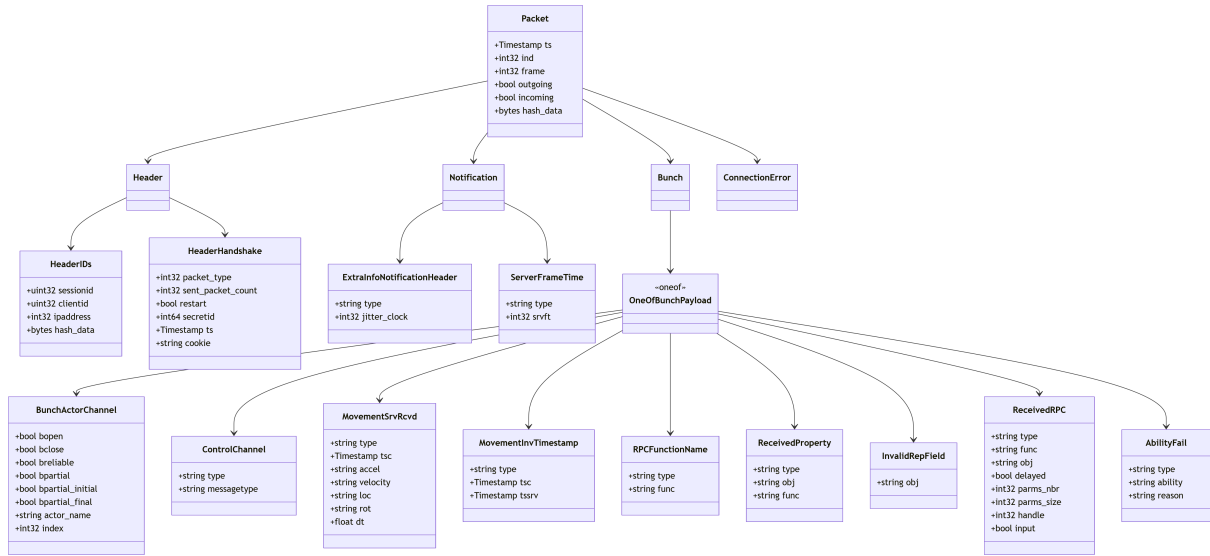 Packet
+Timestamp ts
+int32 ind
+int32 frame
+bool outgoing
+bool incoming
+bytes hash_data
Header
Notification
Bunch
ConnectionError
HeaderIDs
+uint32 sessionid
+uint32 clientid
+int32 ipaddress
+bytes hash_data
HeaderHandshake
+int32 packet_type
+int32 sent_packet_count
+bool restart
+int64 secretid
+Timestamp ts
+string cookie
ExtraInfoNotificationHeader
+string type
+int32 jitter_clock
ServerFrameTime
+string type
+int32 srvft
«oneof»
OneOfBunchPayload
BunchActorChannel
+bool bopen
+bool bclose
+bool breliable
+bool bpartial
+bool bpartial_initial
+bool bpartial_final
+string actor_name
+int32 index
ControlChannel
+string type
+string messagetype
MovementSrvRcvd
+string type
+Timestamp tsc
+string accel
+string velocity
+string loc
+string rot
+float dt
MovementInvTimestamp
+string type
+Timestamp tsc
+Timestamp tssrv
RPCFunctionName
+string type
+string func
ReceivedProperty
+string type
+string obj
+string func
InvalidRepField
+string obj
ReceivedRPC
+string type
+string func
+string obj
+bool delayed
+int32 parms_nbr
+int32 parms_size
+int32 handle
+bool input
AbilityFail
+string type
+string ability
+string reason